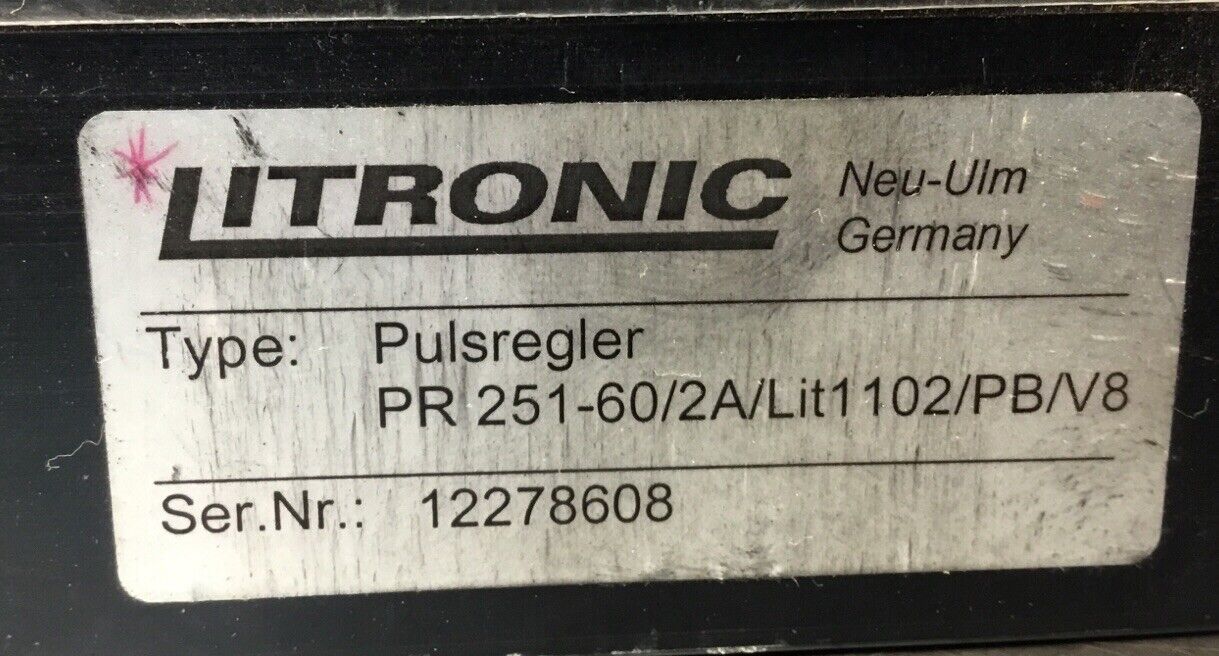 LITRONIC Neu-Ulm
Germany
Type: Pulsregler
PR 251-60/2A/Lit1102/PB/V8
Ser.Nr.: 12278608